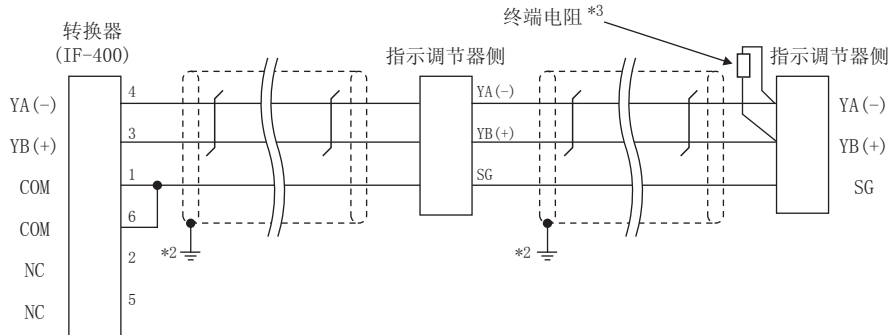 终端电阻 *3
转换器
(IF-400)
指示调节器侧
指示调节器侧
YA(-)
4
YA(-)
YA(-)
YB(+)
3
YB(+)
YB(+)
COM
1
SG
SG
COM
6
*2
*2
NC
2
NC
5